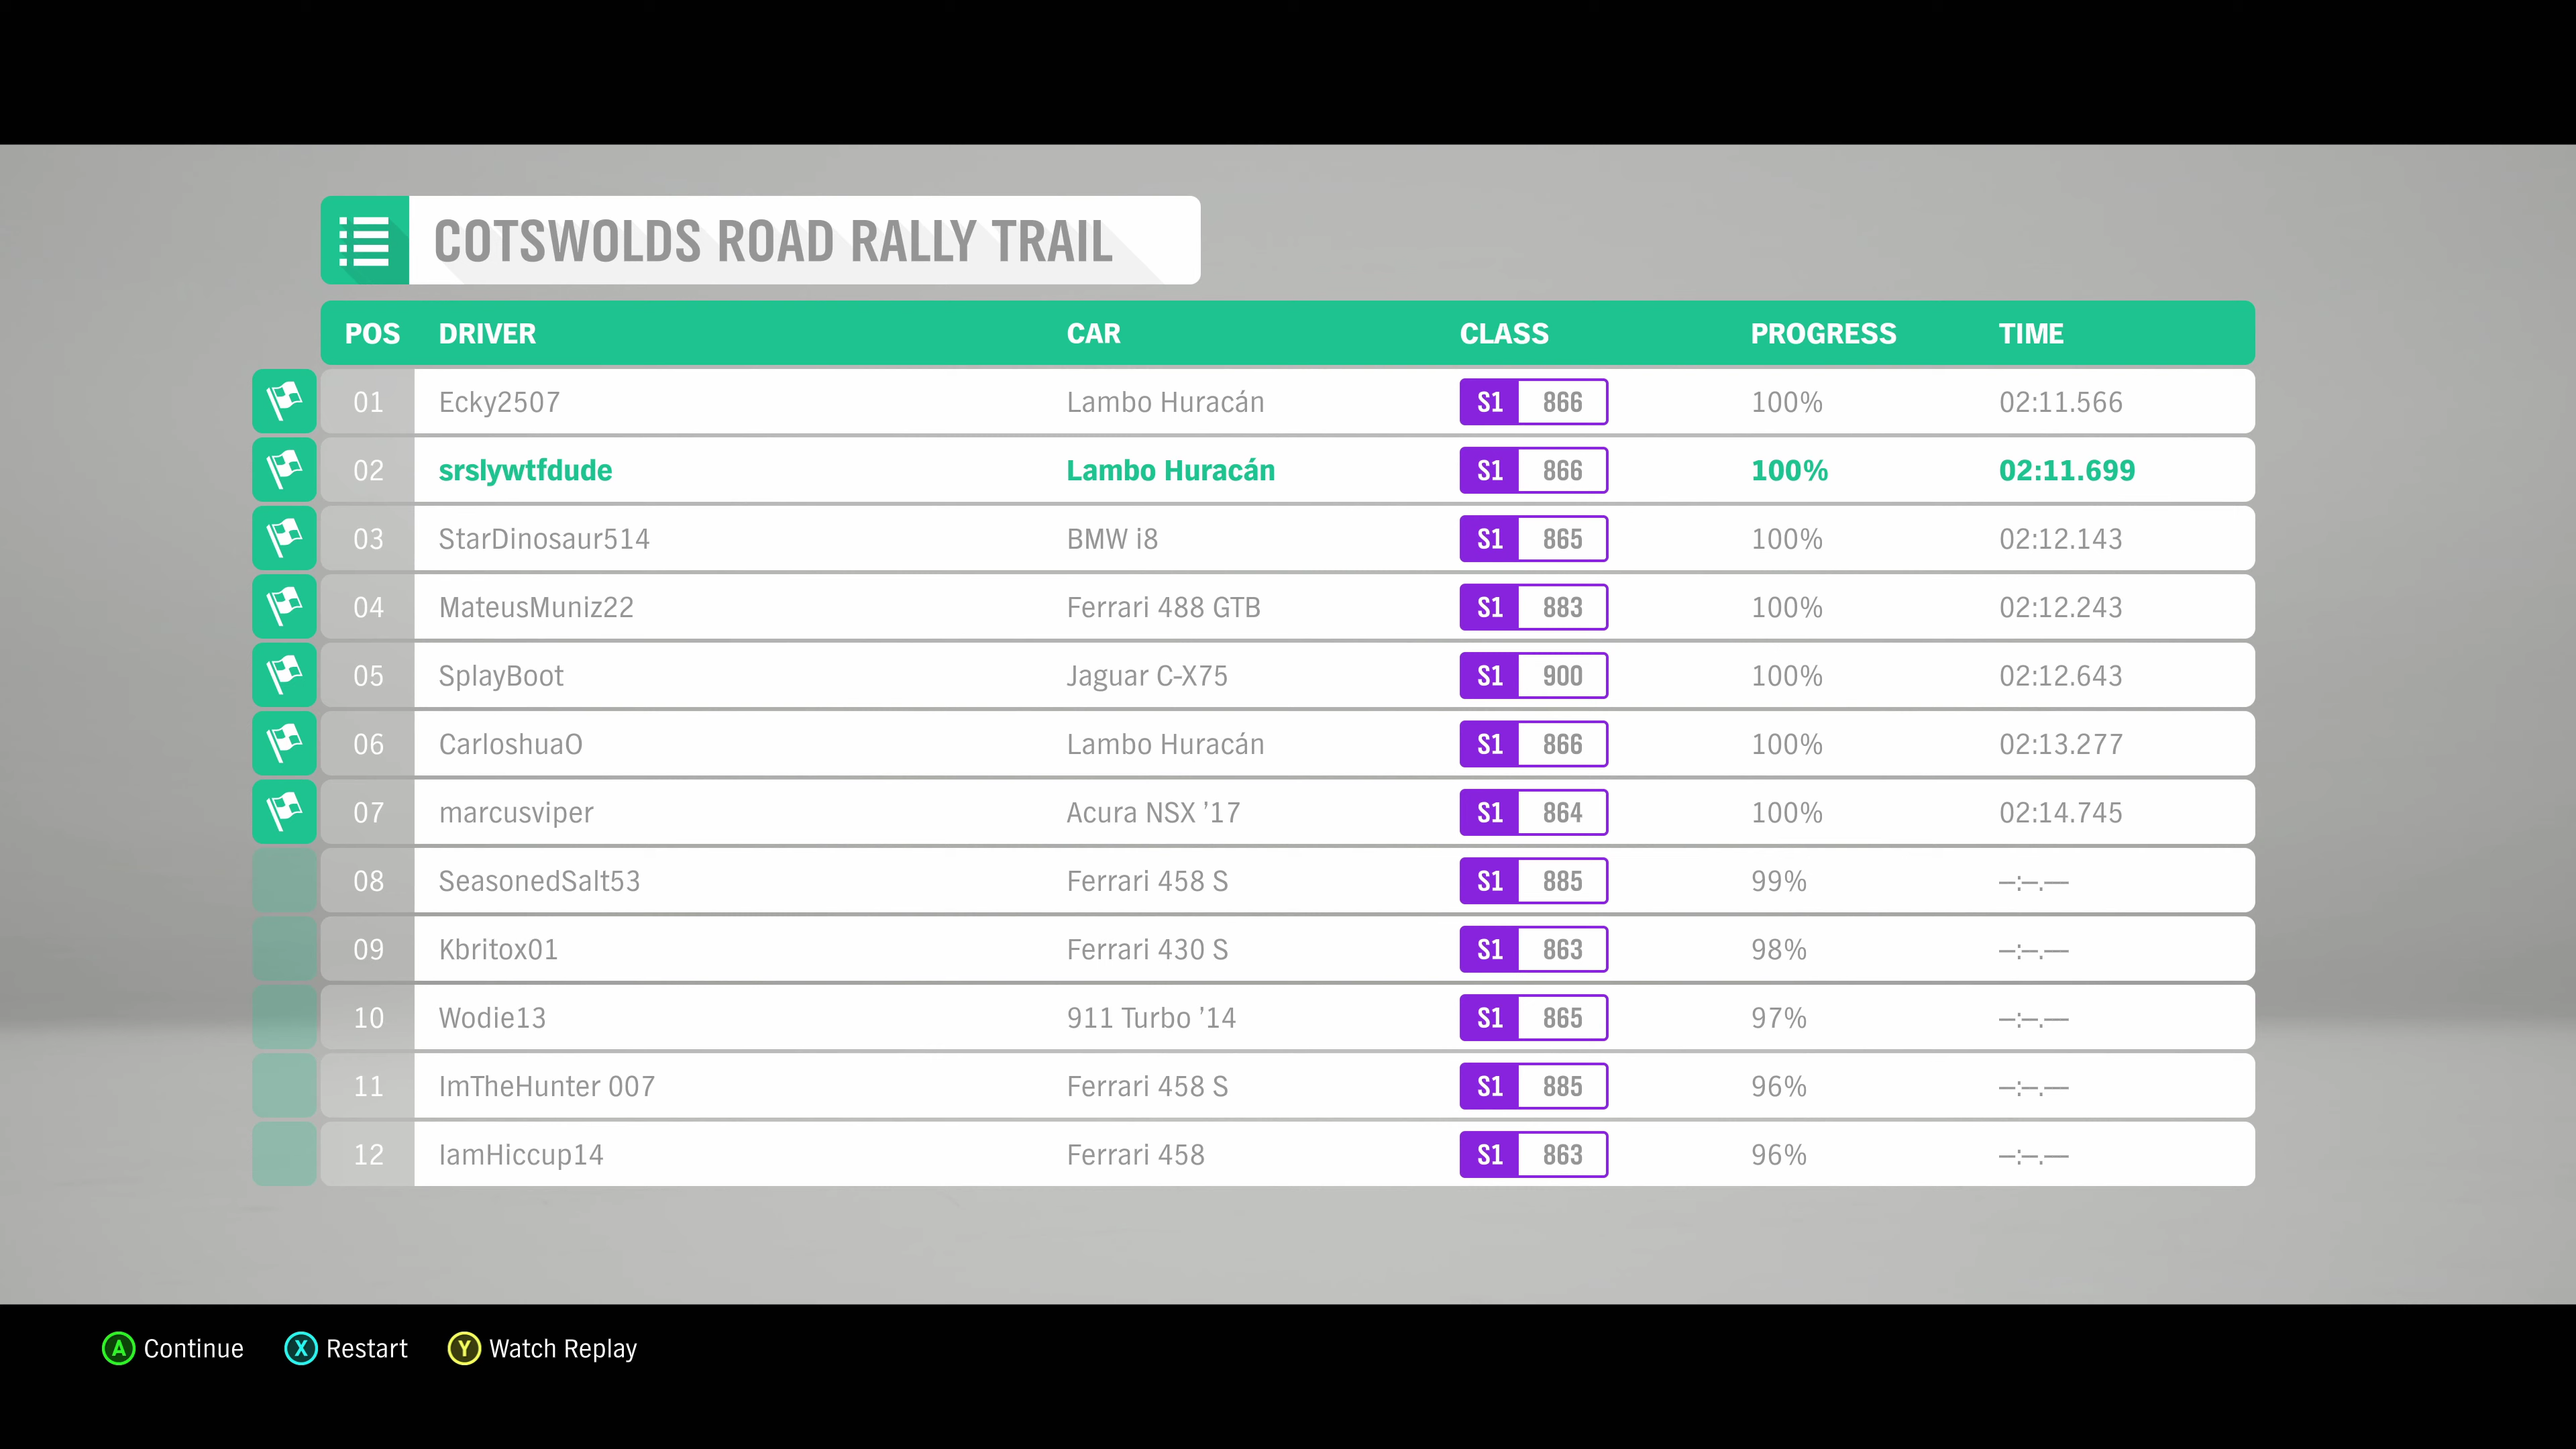 COTSWOLDS ROAD RALLY TRAIL
POS DRIVER CAR CLASS PROGRESS TIME
01 Ecky2507 Lambo Huracán S1 866 100% 02:11.566
02 srslywtfdude Lambo Huracán S1 866 100% 02:11.699
03 StarDinosaur514 BMW i8 S1 865 100% 02:12.143
04 MateusMuniz22 Ferrari 488 GTB S1 883 100% 02:12.243
05 SplayBoot Jaguar C-X75 S1 900 100% 02:12.643
06 CarloshuaO Lambo Huracán S1 866 100% 02:13.277
07 marcusviper Acura NSX ’17 S1 864 100% 02:14.745
08 SeasonedSalt53 Ferrari 458 S S1 885 99% –:–.––
09 Kbritox01 Ferrari 430 S S1 863 98% –:–.––
10 Wodie13 911 Turbo ’14 S1 865 97% –:–.––
11 ImTheHunter 007 Ferrari 458 S S1 885 96% –:–.––
12 IamHiccup14 Ferrari 458 S1 863 96% –:–.––
A Continue X Restart Y Watch Replay